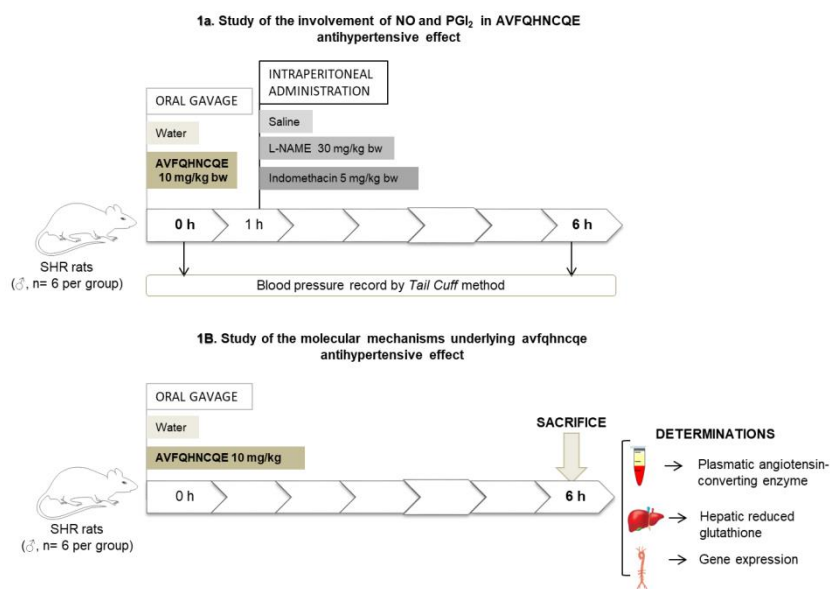 1a. Study of the involvement of NO and PGI₂ in AVFQHNCQE
antihypertensive effect
INTRAPERITONEAL
ADMINISTRATION
ORAL GAVAGE
Saline
Water
L-NAME 30 mg/kg bw
AVFQHNCQE
10 mg/kg bw
Indomethacin 5 mg/kg bw
0 h
1 h
6 h
SHR rats
(♂, n= 6 per group)
Blood pressure record by Tail Cuff method
1B. Study of the molecular mechanisms underlying avfqhncqe
antihypertensive effect
ORAL GAVAGE
Water
AVFQHNCQE 10 mg/kg
SACRIFICE
0 h
6 h
SHR rats
(♂, n= 6 per group)
DETERMINATIONS
Plasmatic angiotensin-
converting enzyme
Hepatic reduced
glutathione
Gene expression